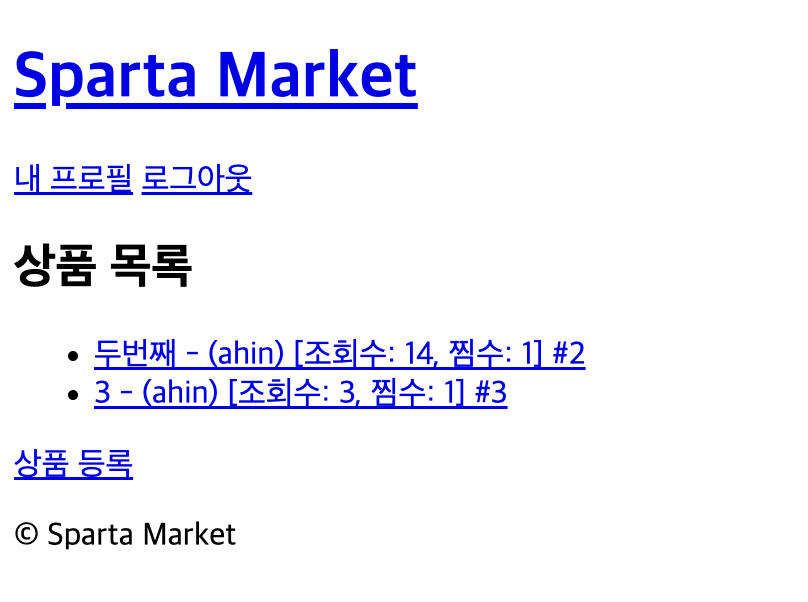 Sparta Market
내 프로필 로그아웃
상품 목록
두번째 - (ahin) [조회수: 14, 찜수: 1] #2
3 - (ahin) [조회수: 3, 찜수: 1] #3
상품 등록
© Sparta Market